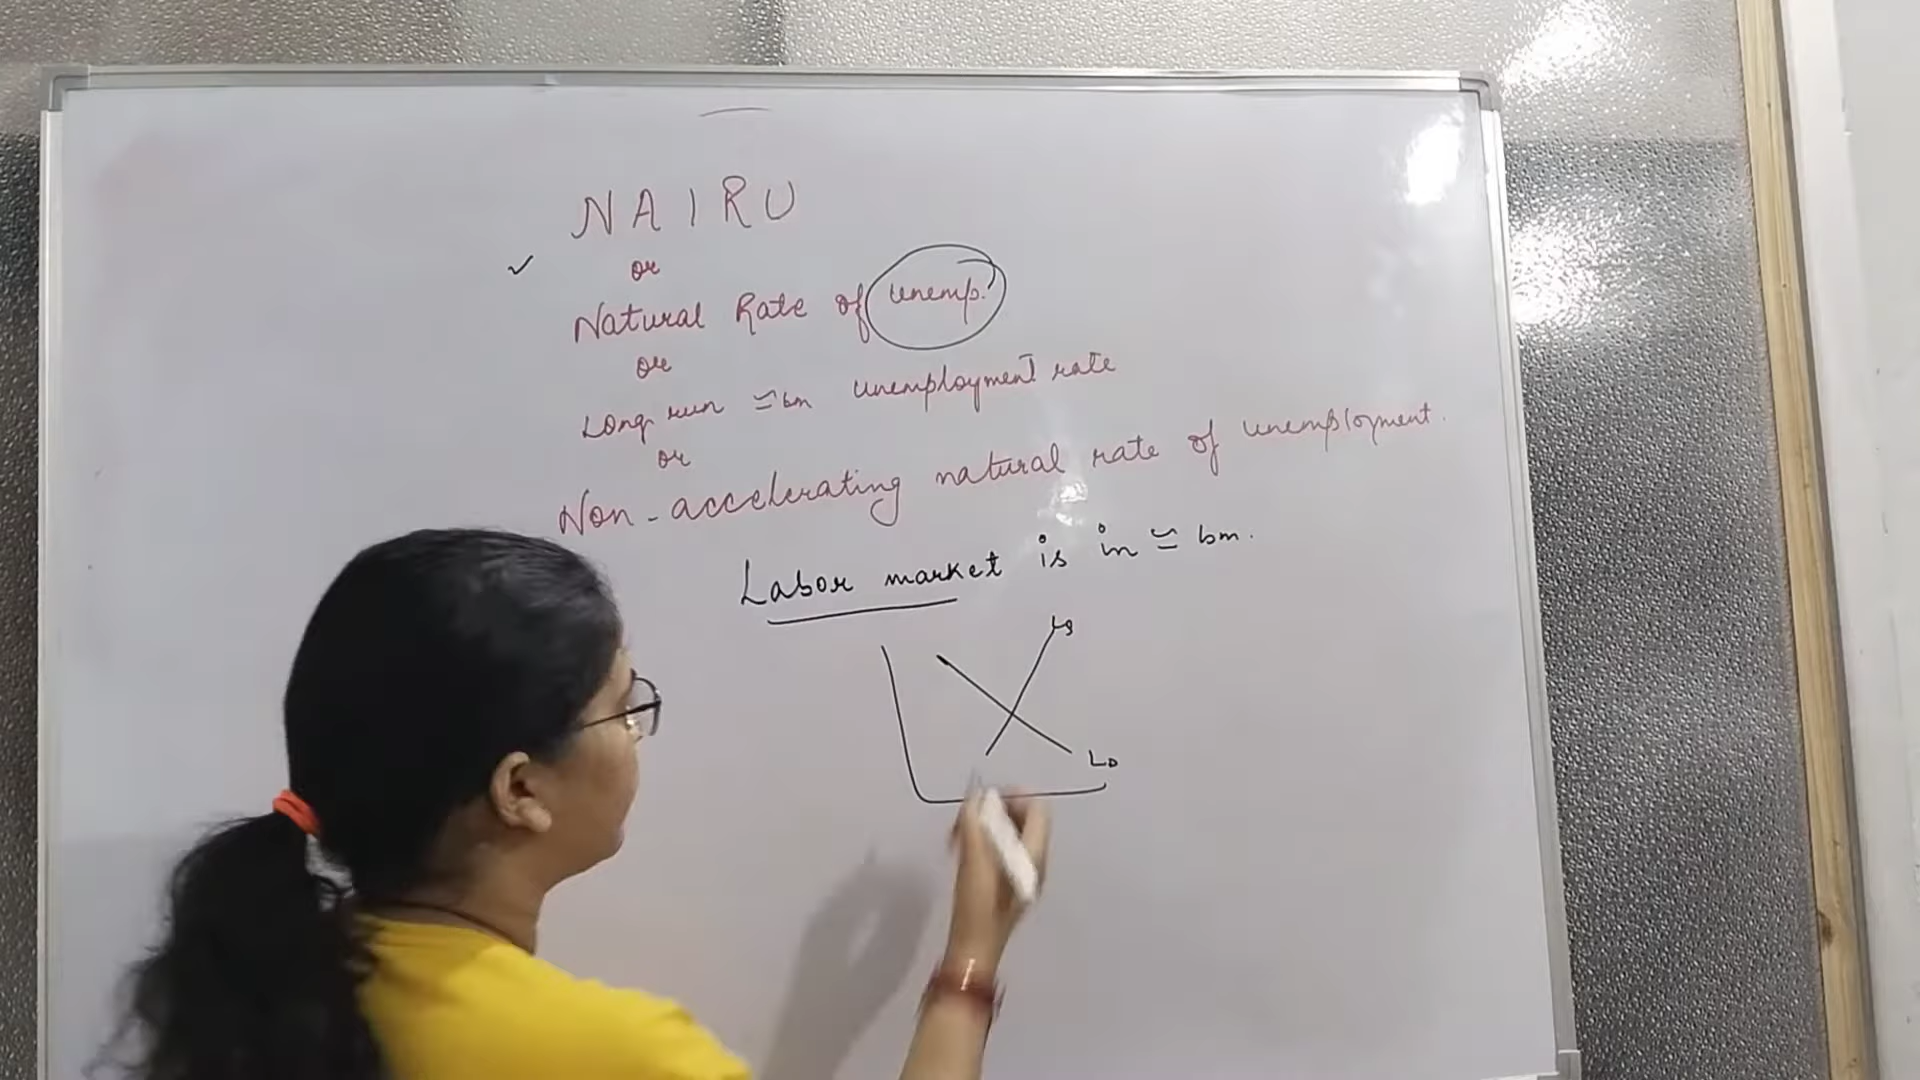 NAIRU
or
Natural Rate of unemp.
or
Long run ≃bm unemployment rate
or
Non-accelerating natural rate of unemployment.
Labor market is in ≃bm.
LS
LD